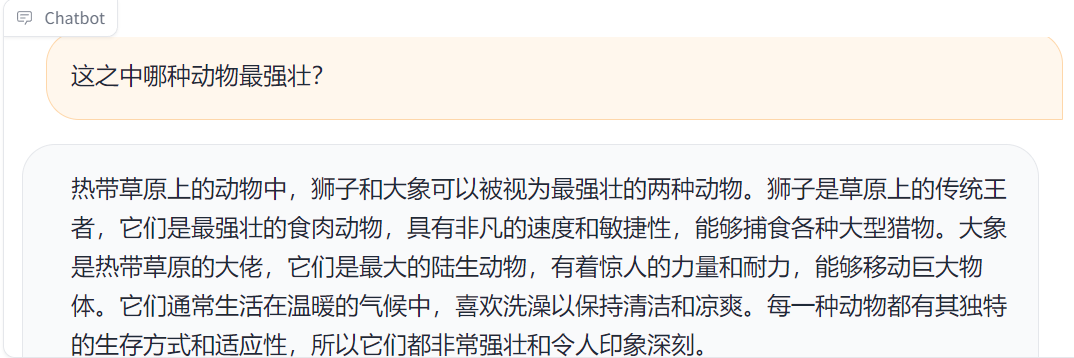 Chatbot
这之中哪种动物最强壮？
热带草原上的动物中，狮子和大象可以被视为最强壮的两种动物。狮子是草原上的传统王
者，它们是最强壮的食肉动物，具有非凡的速度和敏捷性，能够捕食各种大型猎物。大象
是热带草原的大佬，它们是最大的陆生动物，有着惊人的力量和耐力，能够移动巨大物
体。它们通常生活在温暖的气候中，喜欢洗澡以保持清洁和凉爽。每一种动物都有其独特
的生存方式和适应性，所以它们都非常强壮和令人印象深刻。